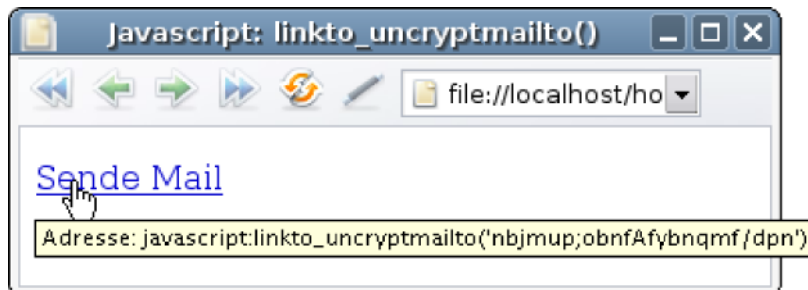 Javascript: linkto_uncryptmailto()
file://localhost/ho
Sende Mail
Adresse: javascript:linkto_uncryptmailto('nbjmup;obnfAfybnqmf/dpn')